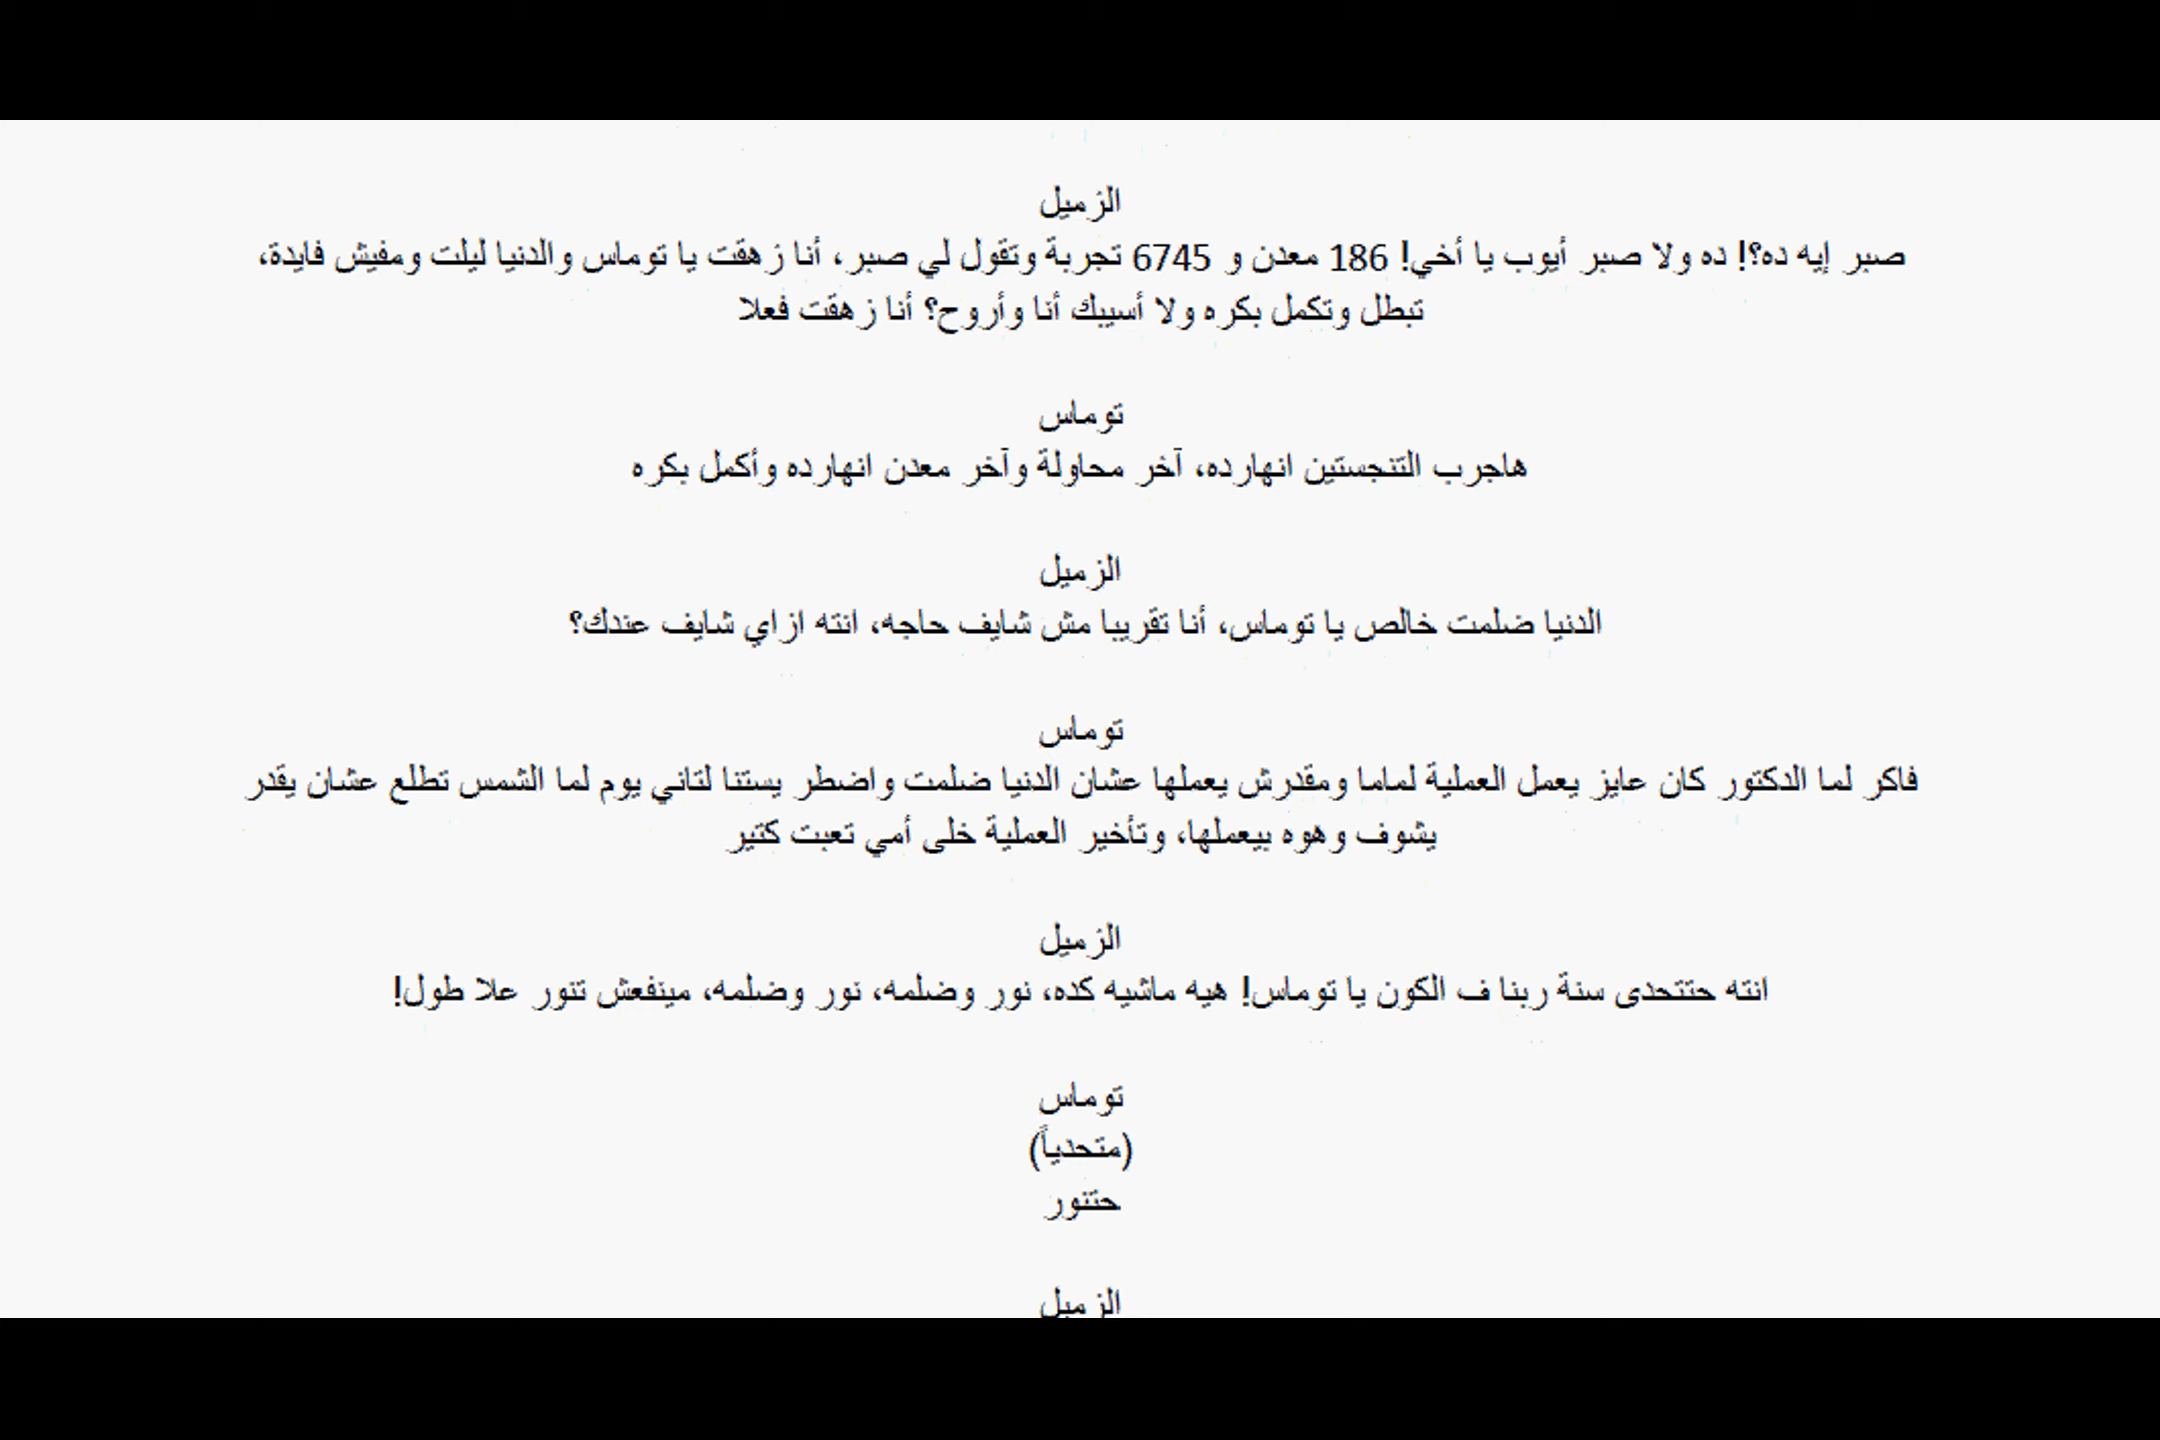 الزميل
صبر إيه ده؟! ده ولا صبر أيوب يا أخي! 186 معدن و 6745 تجربة وتقول لي صبر، أنا زهقت يا توماس والدنيا ليلت ومفيش فايدة،
تبطل وتكمل بكره ولا أسيبك أنا وأروح؟ أنا زهقت فعلا
توماس
هاجرب التنجستين انهارده، آخر محاولة وآخر معدن انهارده وأكمل بكره
الزميل
الدنيا ضلمت خالص يا توماس، أنا تقريبا مش شايف حاجه، انته ازاي شايف عندك؟
توماس
فاكر لما الدكتور كان عايز يعمل العملية لماما ومقدرش يعملها عشان الدنيا ضلمت واضطر يستنا لتاني يوم لما الشمس تطلع عشان يقدر
يشوف وهوه بيعملها، وتأخير العملية خلى أمي تعبت كتير
الزميل
انته حتتحدى سنة ربنا ف الكون يا توماس! هيه ماشيه كده، نور وضلمه، نور وضلمه، مينفعش تنور علا طول!
توماس
(متحدياً)
حتنور
الزميل